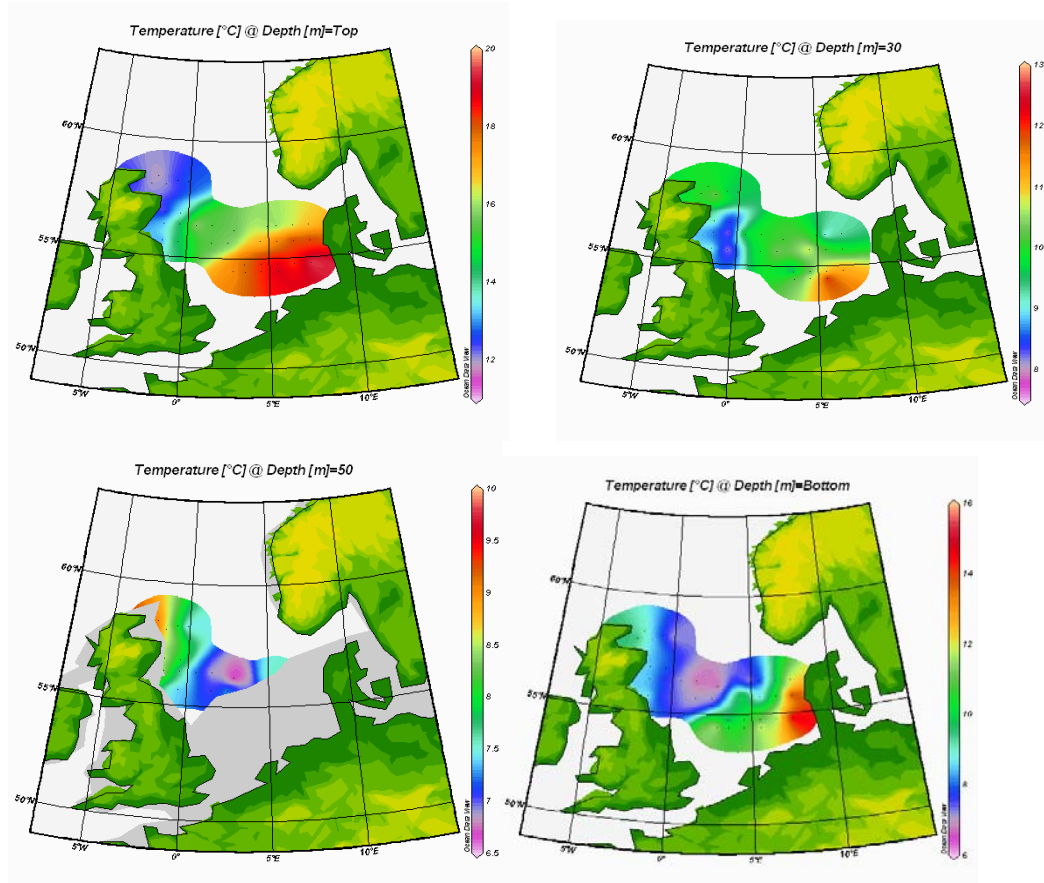 Temperature [°C] @ Depth [m]=Top
20
18
16
14
12
60°N
55°N
50°N
5°W
0°
5°E
10°E
Ocean Data View
Temperature [°C] @ Depth [m]=30
13
12
11
10
9
8
60°N
55°N
50°N
5°W
0°
5°E
10°E
Ocean Data View
Temperature [°C] @ Depth [m]=50
10
9.5
9
8.5
8
7.5
7
6.5
60°N
55°N
50°N
5°W
0°
5°E
10°E
Ocean Data View
Temperature [°C] @ Depth [m]=Bottom
16
14
12
10
8
6
60°N
55°N
50°N
5°W
0°
5°E
10°E
Ocean Data View